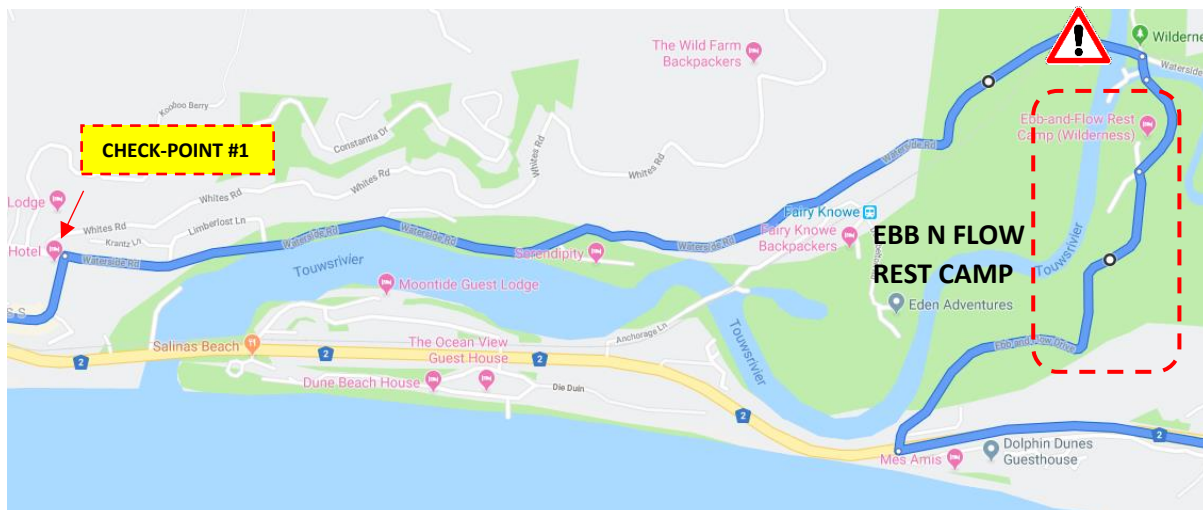 Wilderne
The Wild Farm
Backpackers
Waterside
Kooboo Berry
Constantia Dr
Ebb-and-Flow Rest
Camp (Wilderness)
CHECK-POINT #1
Whites Rd
Whites Rd
Whites Rd
Whites Rd
Waterside Rd
Lodge
Limberlost Ln
Krantz Ln
Hotel
Waterside Rd
Waterside Rd
Waterside Rd
Waterside Rd
Serendipity
Fairy Knowe
Fairy Knowe
Backpackers
EBB N FLOW
REST CAMP
Touwsrivier
Touwsrivier
Moontide Guest Lodge
Eden Adventures
S S
Anchorage Ln
Salinas Beach
2
2
2
The Ocean View
Guest House
Dune Beach House
Die Duin
Touwsrivier
Ebb-and-Flow Drive
2
2
Mes Amis
Dolphin Dunes
Guesthouse